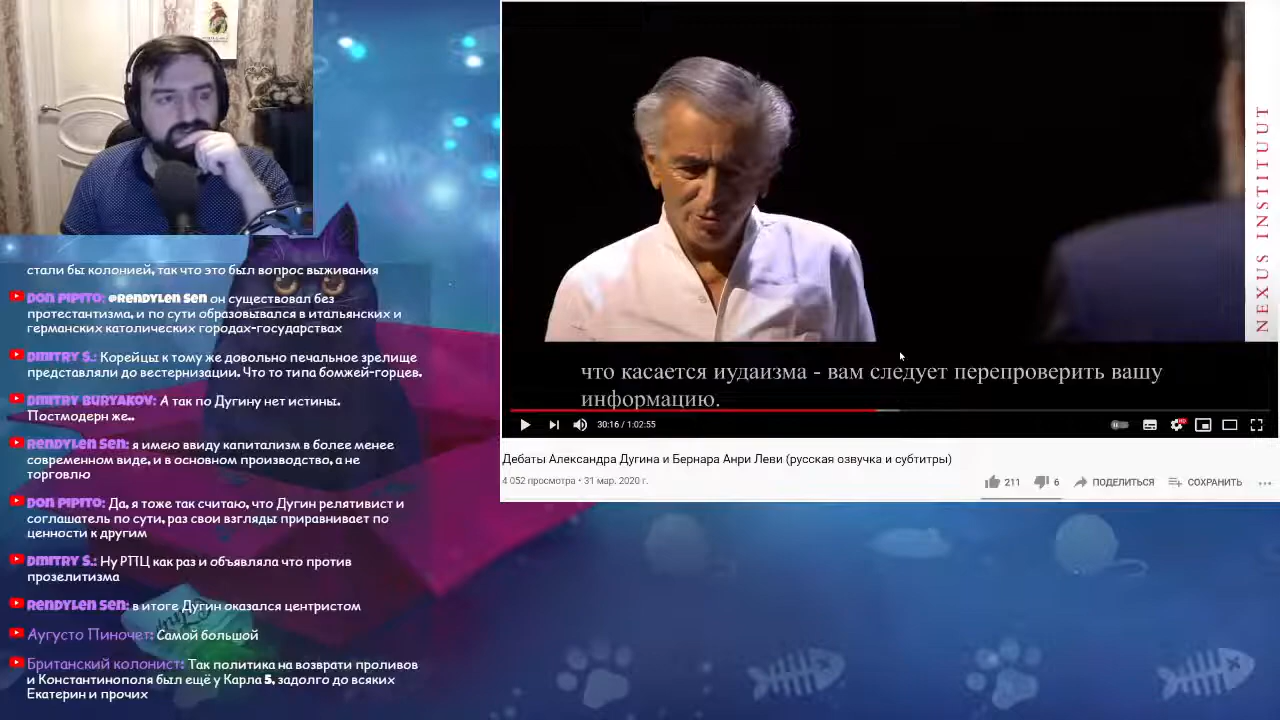 стали бы колонией, так что это был вопрос выживания
DON PIPITO: @RENDYLEN SEN он существовал без
протестантизма, и по сути образовывался в итальянских и
германских католических городах-государствах
DMITRY S.: Корейцы к тому же довольно печальное зрелище
представляли до вестернизации. Что то типа бомжей-горцев.
DMITRY BURYAKOV: А так по Дугину нет истины.
Постмодерн же..
RENDYLEN SEN: я имею ввиду капитализм в более менее
современном виде, и в основном производство, а не
торговлю
DON PIPITO: Да, я тоже так считаю, что Дугин релятивист и
соглашатель по сути, раз свои взгляды приравнивает по
ценности к другим
DMITRY S.: Ну РПЦ как раз и объявляла что против
прозелитизма
RENDYLEN SEN: в итоге Дугин оказался центристом
Аугусто Пиночет: Самой большой
Британский колонист: Так политика на возврати проливов
и Константинополя был ещё у Карла 5, задолго до всяких
Екатерин и прочих
NEXUS INSTITUUT
что касается иудаизма - вам следует перепроверить вашу
информацию.
30:16 / 1:02:55
HD
Дебаты Александра Дугина и Бернара Анри Леви (русская озвучка и субтитры)
4 052 просмотра • 31 мар. 2020 г.
211
6
ПОДЕЛИТЬСЯ
СОХРАНИТЬ